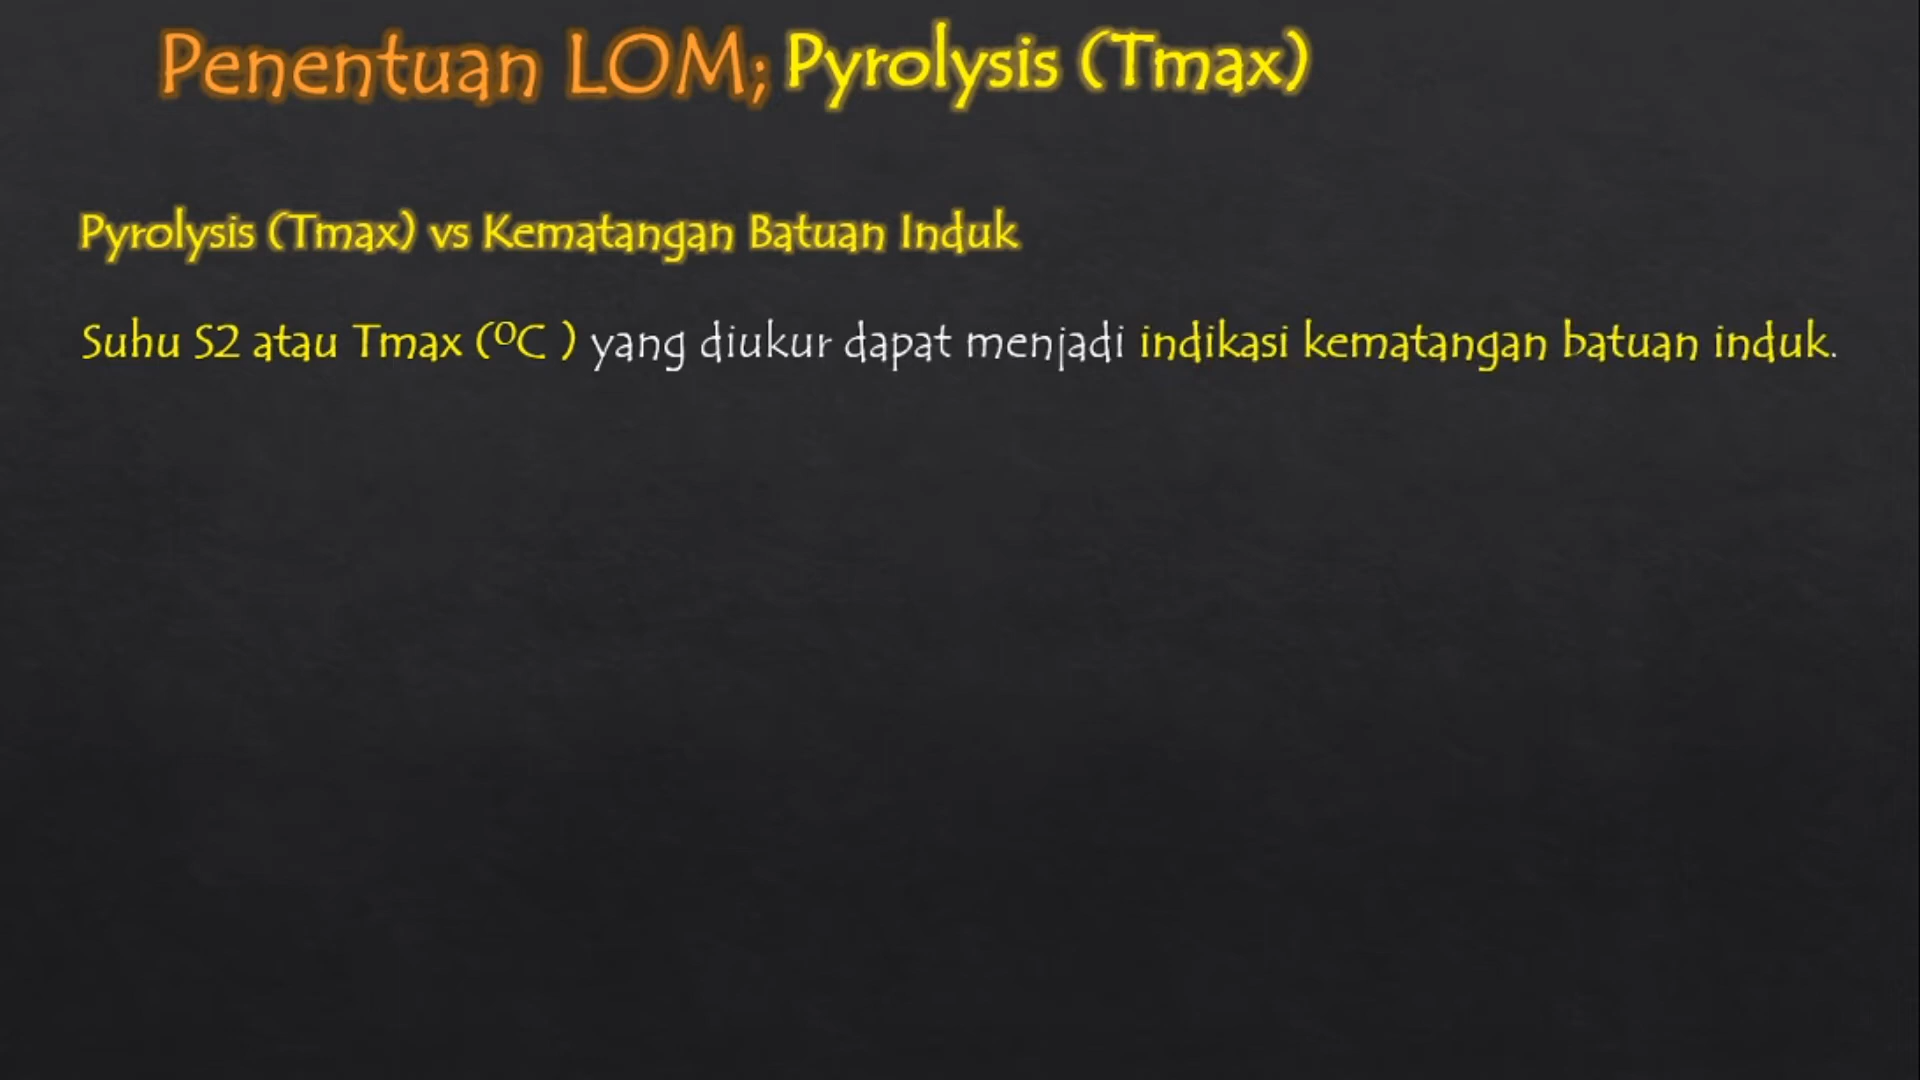 Penentuan LOM; Pyrolysis (Tmax)
Pyrolysis (Tmax) vs Kematangan Batuan Induk
Suhu S2 atau Tmax (⁰C ) yang diukur dapat menjadi indikasi kematangan batuan induk.